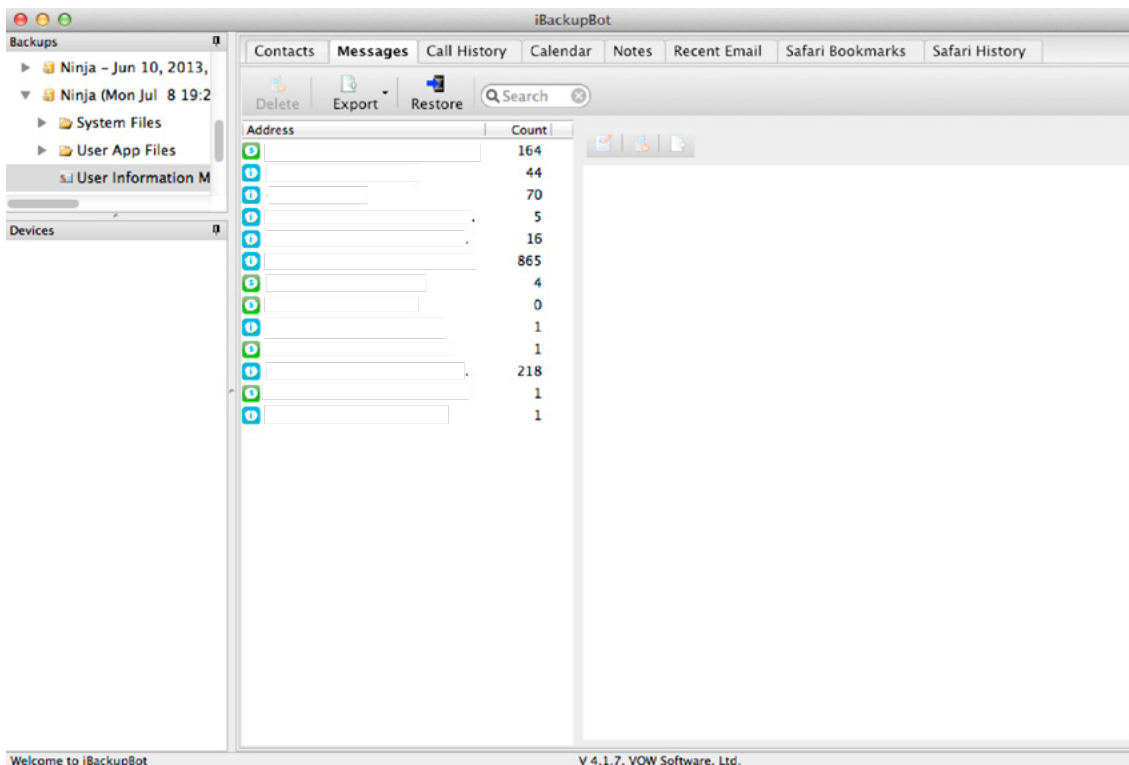 iBackupBot
Backups
Contacts Messages Call History Calendar Notes Recent Email Safari Bookmarks Safari History
Ninja - Jun 10, 2013,
Ninja (Mon Jul 8 19:2
System Files
User App Files
User Information M
Delete Export Restore Search
Devices
Address Count
164
44
70
. 5
. 16
865
4
0
1
1
. 218
1
1
Welcome to iBackupBot V 4.1.7, VOW Software, Ltd.